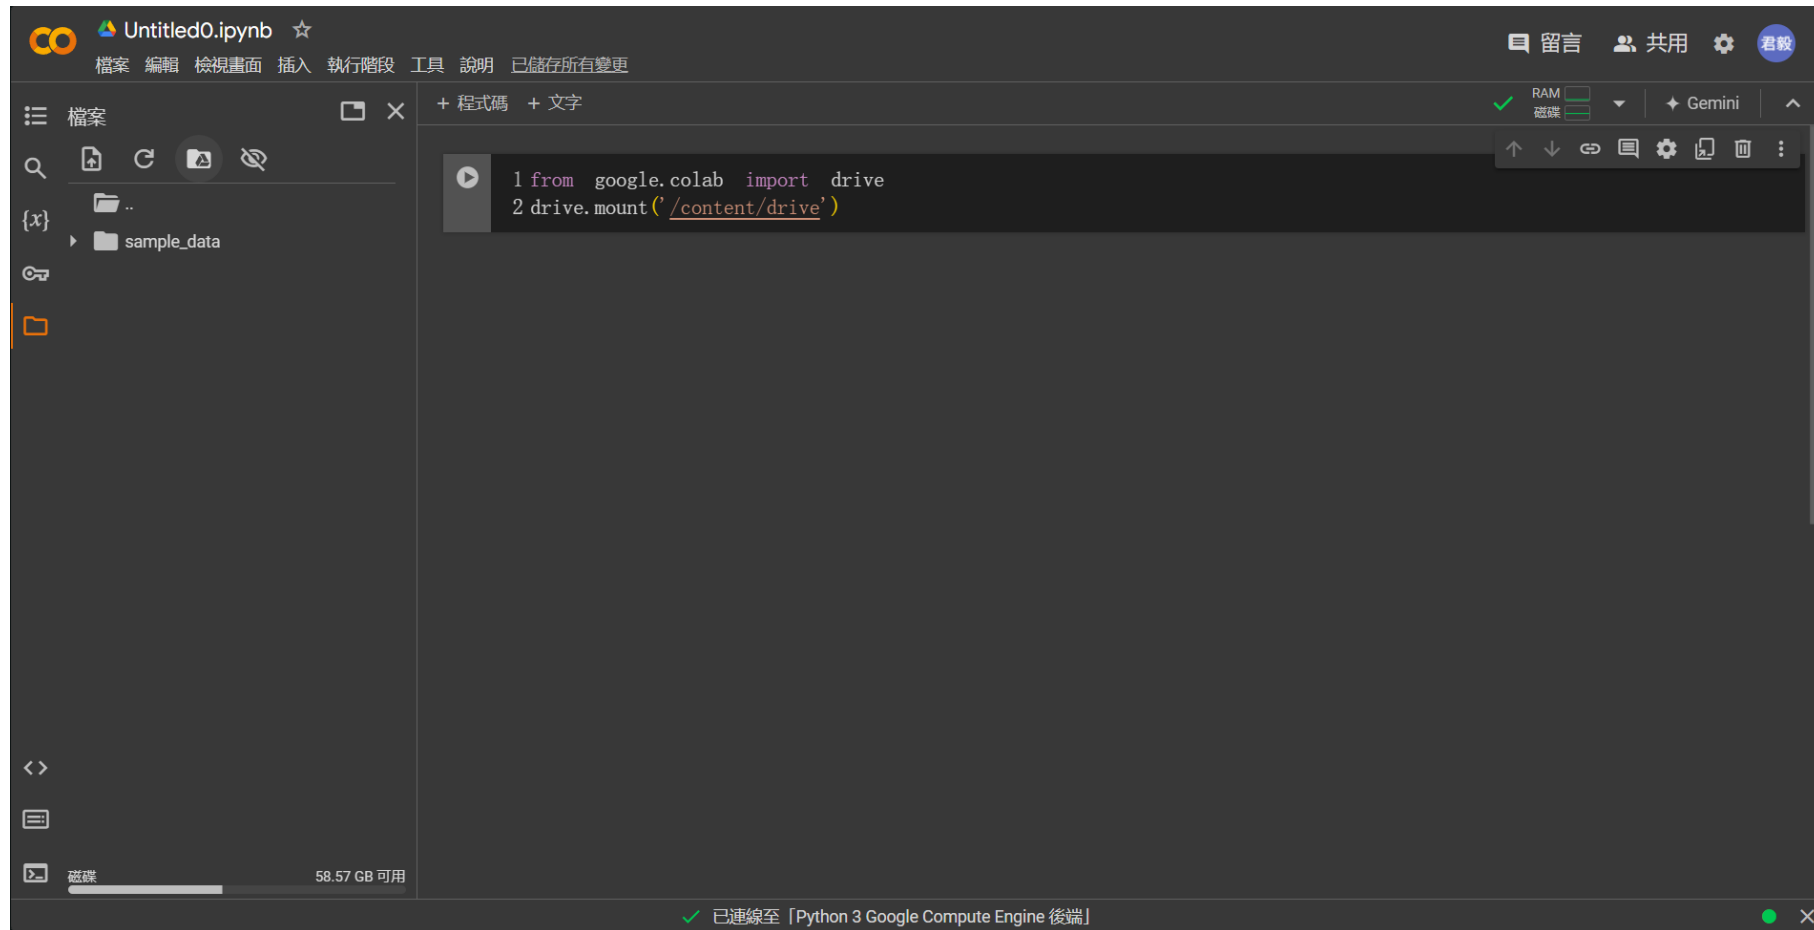 Untitled0.ipynb
檔案 編輯 檢視畫面 插入 執行階段 工具 說明 已儲存所有變更
留言 共用 君毅
檔案
+ 程式碼 + 文字
RAM
磁碟
Gemini
..
sample_data
{x}
1 from google.colab import drive
2 drive.mount('/content/drive')
磁碟 58.57 GB 可用
已連線至「Python 3 Google Compute Engine 後端」